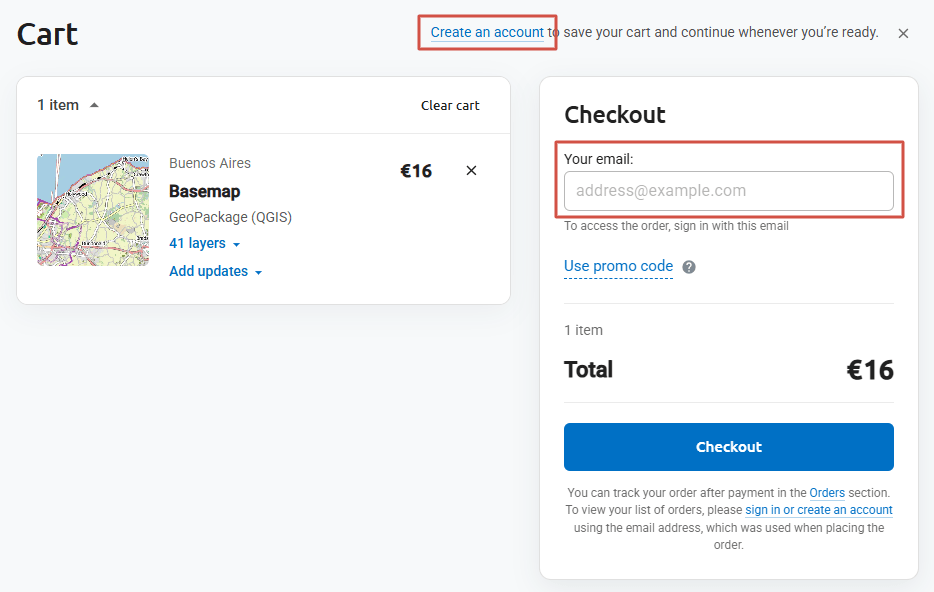 Cart
Create an account to save your cart and continue whenever you're ready.
1 item
Clear cart
Buenos Aires
Basemap
GeoPackage (QGIS)
41 layers
Add updates
€16
Checkout
Your email:
address@example.com
To access the order, sign in with this email
Use promo code
?
1 item
Total
€16
Checkout
You can track your order after payment in the Orders section.
To view your list of orders, please sign in or create an account
using the email address, which was used when placing the
order.